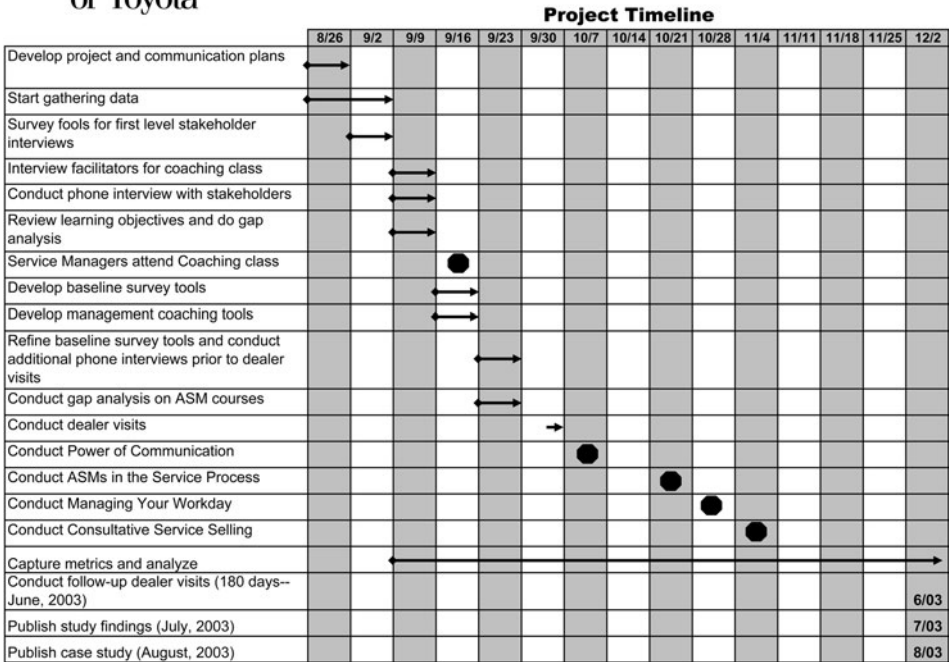 of Toyota
Project Timeline
8/26 9/2 9/9 9/16 9/23 9/30 10/7 10/14 10/21 10/28 11/4 11/11 11/18 11/25 12/2
Develop project and communication plans
Start gathering data
Survey fools for first level stakeholder
interviews
Interview facilitators for coaching class
Conduct phone interview with stakeholders
Review learning objectives and do gap
analysis
Service Managers attend Coaching class
Develop baseline survey tools
Develop management coaching tools
Refine baseline survey tools and conduct
additional phone interviews prior to dealer
visits
Conduct gap analysis on ASM courses
Conduct dealer visits
Conduct Power of Communication
Conduct ASMs in the Service Process
Conduct Managing Your Workday
Conduct Consultative Service Selling
Capture metrics and analyze
Conduct follow-up dealer visits (180 days--
June, 2003) 6/03
Publish study findings (July, 2003) 7/03
Publish case study (August, 2003) 8/03